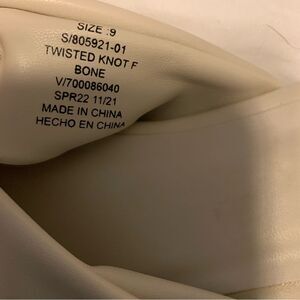 SIZE :9
S/805921-01
TWISTED KNOT F
BONE
V/700086040
SPR22 11/21
MADE IN CHINA
HECHO EN CHINA